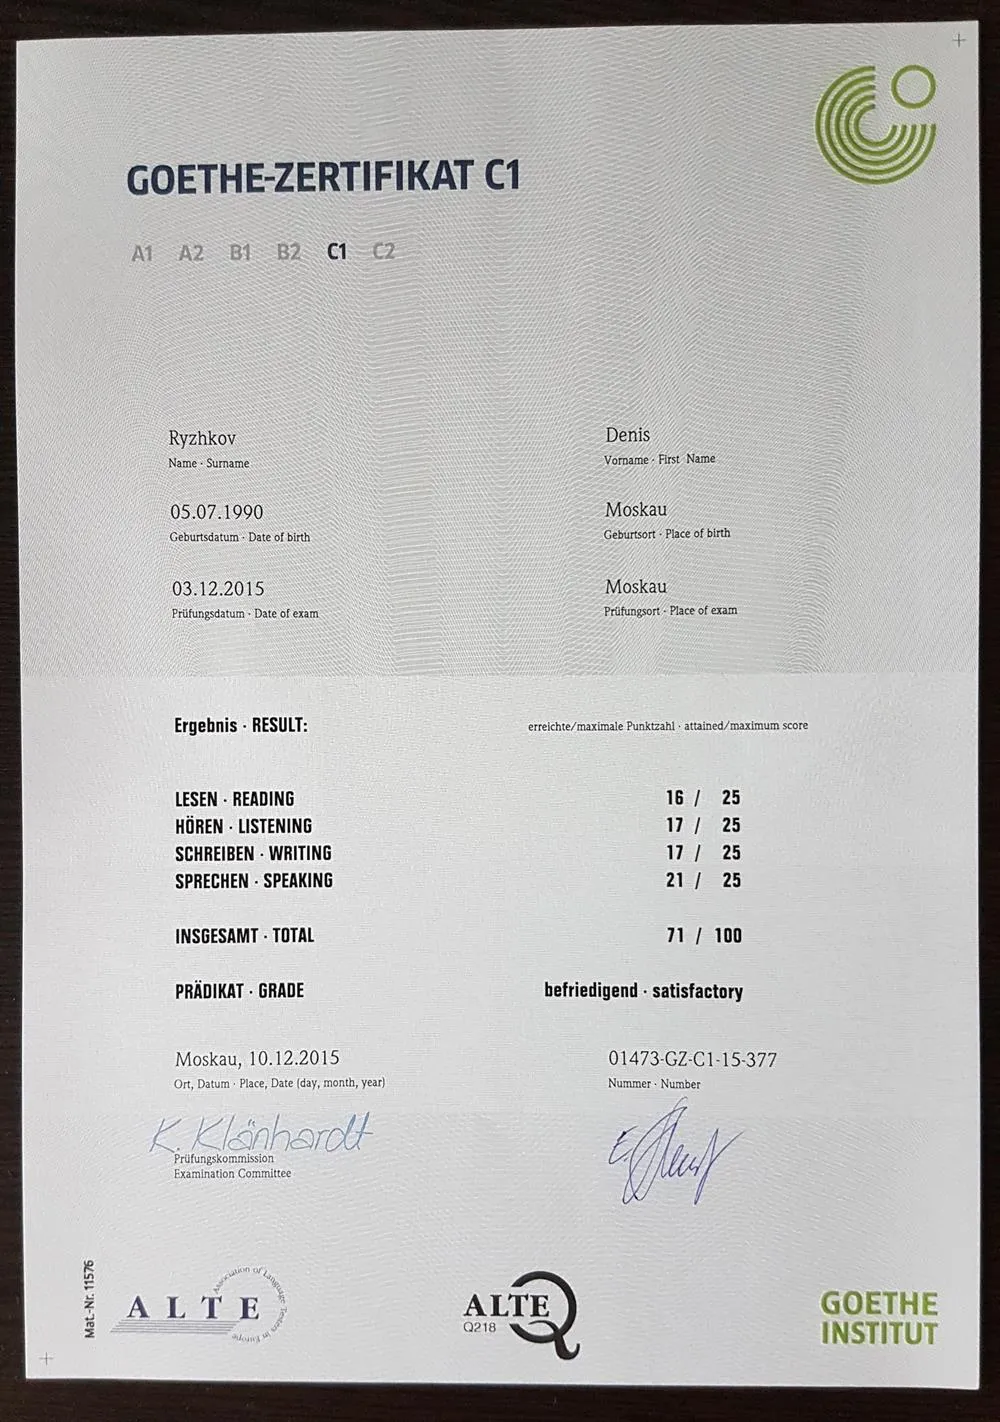 GOETHE-ZERTIFIKAT C1
A1 A2 B1 B2 C1 C2
Ryzhkov Denis
Name · Surname Vorname · First Name
05.07.1990 Moskau
Geburtsdatum · Date of birth Geburtsort · Place of birth
03.12.2015 Moskau
Prüfungsdatum · Date of exam Prüfungsort · Place of exam
Ergebnis · RESULT: erreichte/maximale Punktzahl · attained/maximum score
LESEN · READING 16 / 25
HÖREN · LISTENING 17 / 25
SCHREIBEN · WRITING 17 / 25
SPRECHEN · SPEAKING 21 / 25
INSGESAMT · TOTAL 71 / 100
PRÄDIKAT · GRADE befriedigend · satisfactory
Moskau, 10.12.2015 01473-GZ-C1-15-377
Ort, Datum · Place, Date (day, month, year) Nummer · Number
K. Klänhardt
Prüfungskommission
Examination Committee
Mat.-Nr. 11576
ALTE
Association of Language Testers in Europe
ALTE
Q218
GOETHE
INSTITUT